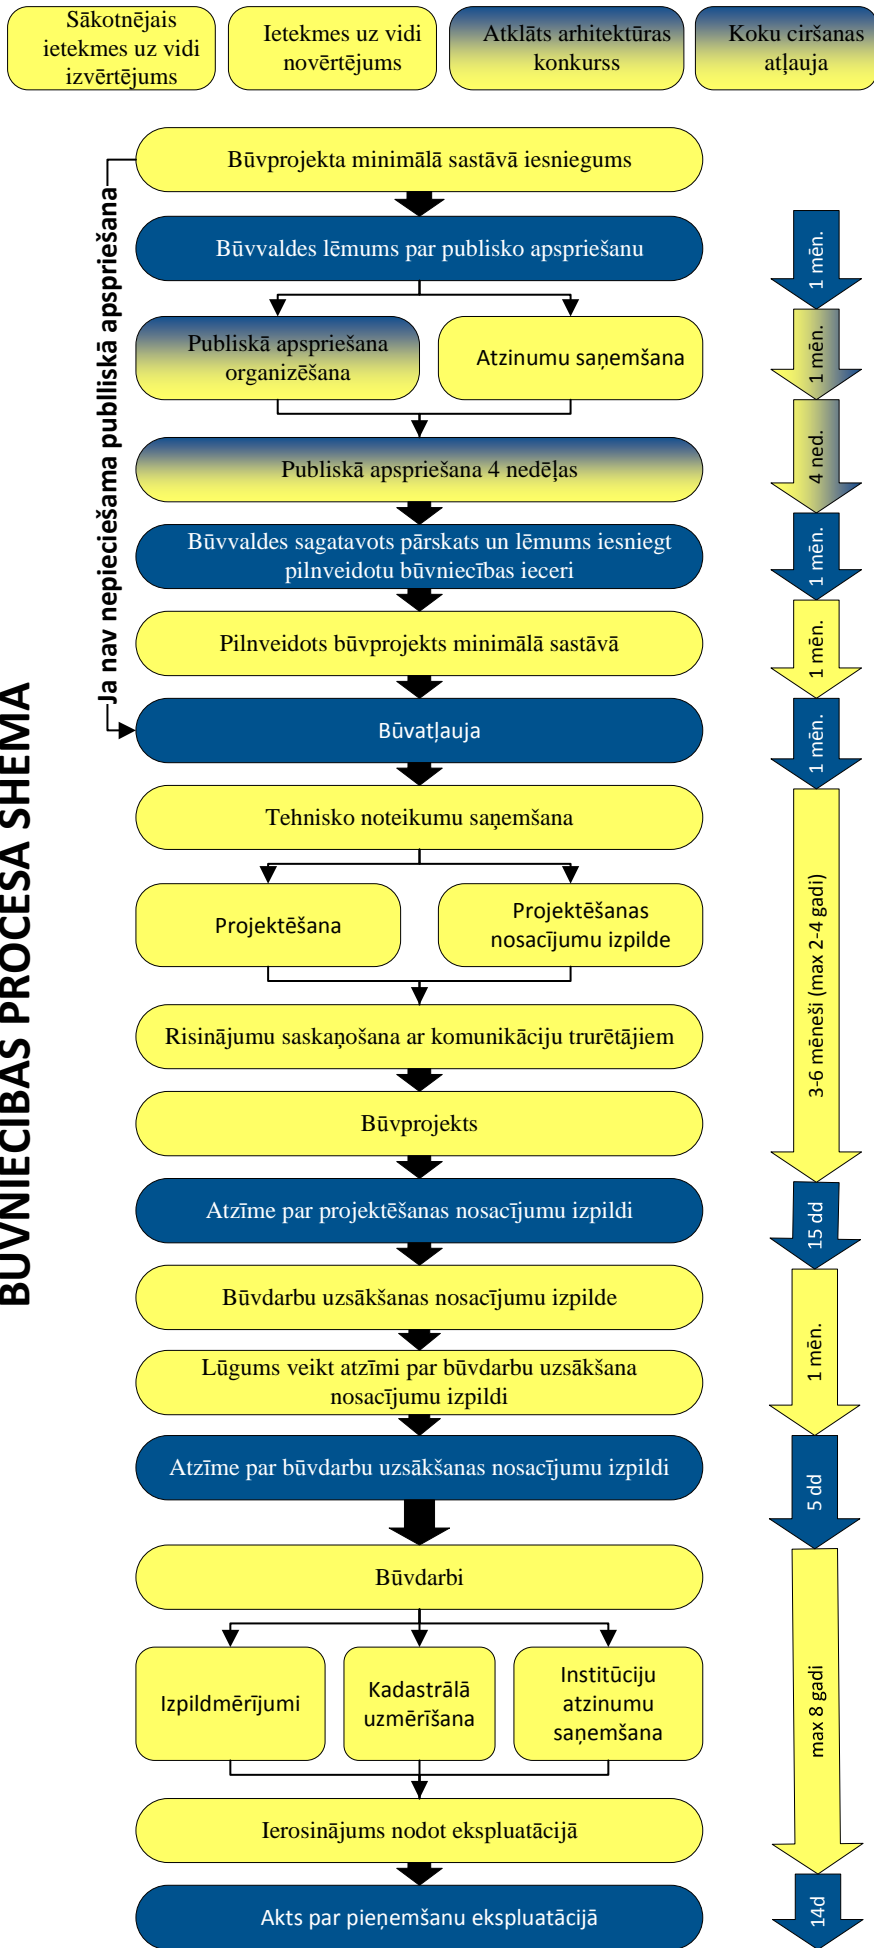 Sākotnējais
ietekmes uz vidi
izvērtējums
Ietekmes uz vidi
novērtējums
Atklāts arhitektūras
konkurss
Koku ciršanas
atļauja
BŪVNIECĪBAS PROCESA SHEMA
Ja nav nepieciešama publliskā apspriešana
Būvprojekta minimālā sastāvā iesniegums
Būvvaldes lēmums par publisko apspriešanu
1 mēn.
Publiskā apspriešana
organizēšana
Atzinumu saņemšana
1 mēn.
Publiskā apspriešana 4 nedēļas
4 ned.
Būvvaldes sagatavots pārskats un lēmums iesniegt
pilnveidotu būvniecības ieceri
1 mēn.
Pilnveidots būvprojekts minimālā sastāvā
1 mēn.
Būvatļauja
1 mēn.
Tehnisko noteikumu saņemšana
Projektēšana
Projektēšanas
nosacījumu izpilde
3-6 mēneši (max 2-4 gadi)
Risinājumu saskaņošana ar komunikāciju trurētājiem
Būvprojekts
Atzīme par projektēšanas nosacījumu izpildi
15 dd
Būvdarbu uzsākšanas nosacījumu izpilde
1 mēn.
Lūgums veikt atzīmi par būvdarbu uzsākšana
nosacījumu izpildi
Atzīme par būvdarbu uzsākšanas nosacījumu izpildi
5 dd
Būvdarbi
Izpildmērījumi
Kadastrālā
uzmērīšana
Institūciju
atzinumu
saņemšana
max 8 gadi
Ierosinājums nodot ekspluatācijā
Akts par pieņemšanu ekspluatācijā
14d